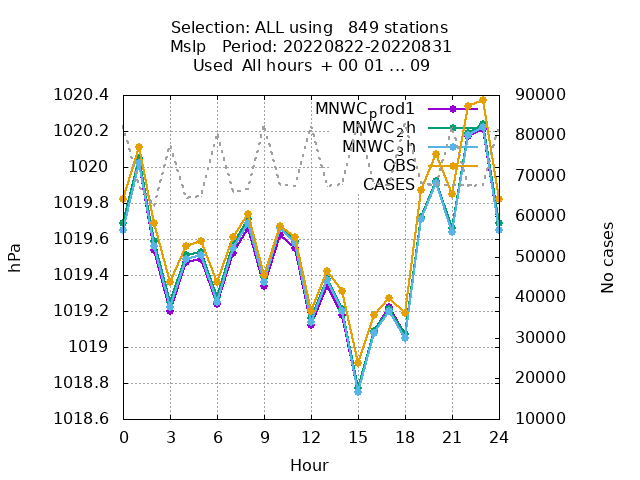 Selection: ALL using   849 stations
Mslp   Period: 20220822-20220831
Used  All hours  + 00 01 ... 09
1020.4
1020.2
1020
1019.8
1019.6
1019.4
1019.2
1019
1018.8
1018.6
hPa
MNWC_prod1
MNWC_2h
MNWC_3h
OBS
CASES
90000
80000
70000
60000
50000
40000
30000
20000
10000
No cases
0 3 6 9 12 15 18 21 24
Hour